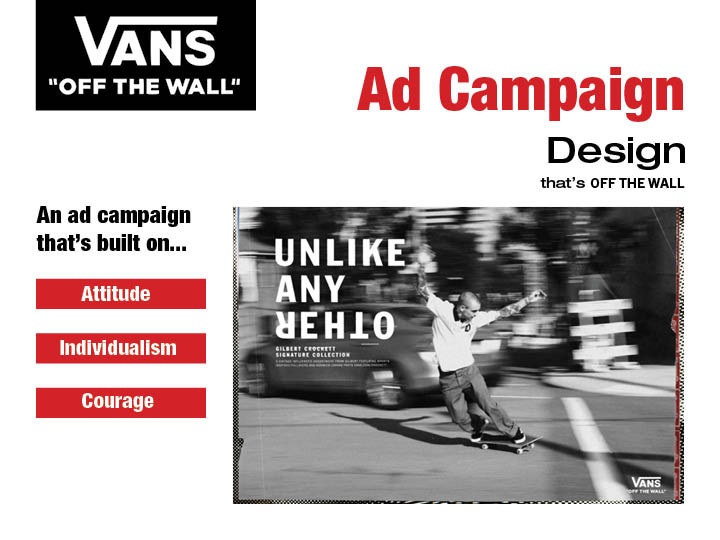 VANS
"OFF THE WALL"
Ad Campaign
Design
that's OFF THE WALL
An ad campaign
that's built on...
Attitude
Individualism
Courage
UNLIKE
ANY
OTHER
GILBERT CROCKETT
SIGNATURE COLLECTION
VANS
"OFF THE WALL"